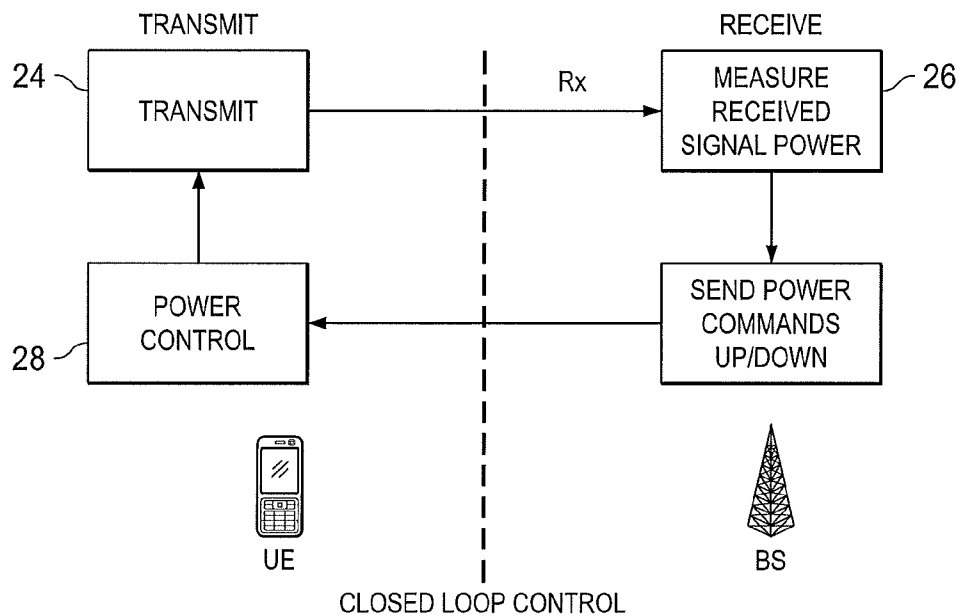 TRANSMIT
RECEIVE
24
TRANSMIT
Rx
MEASURE
RECEIVED
SIGNAL POWER
26
28
POWER
CONTROL
SEND POWER
COMMANDS
UP/DOWN
UE
BS
CLOSED LOOP CONTROL